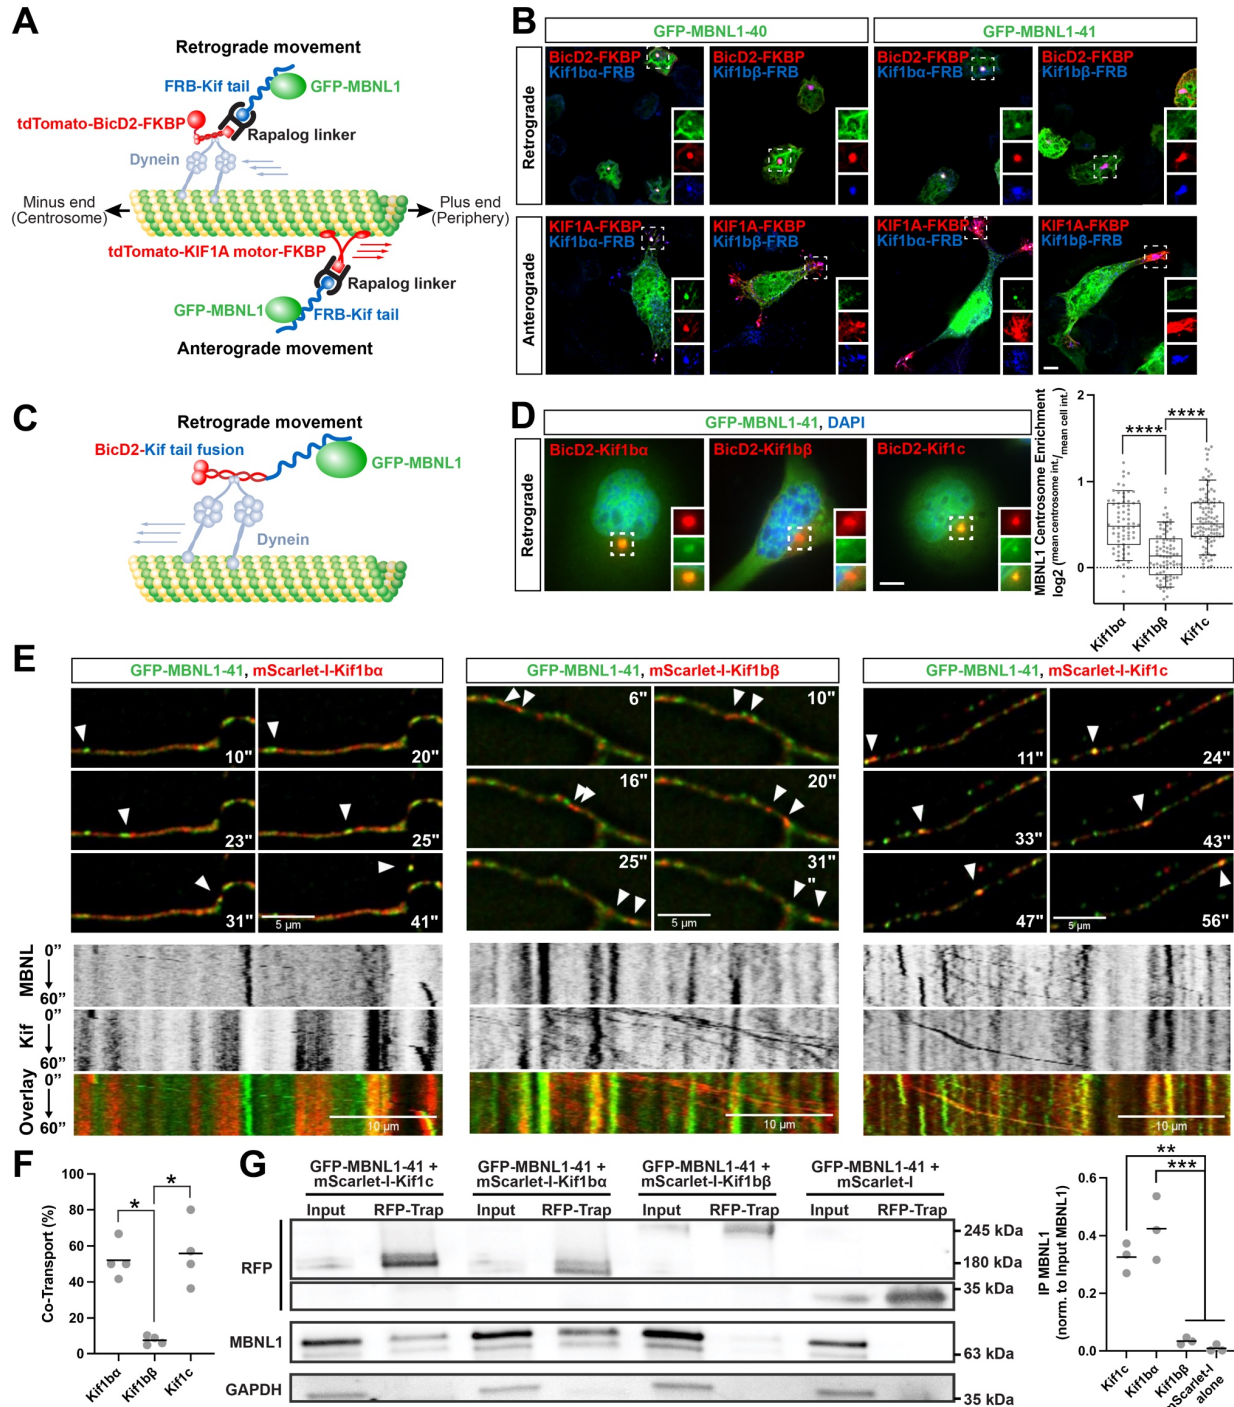 A
Retrograde movement
FRB-Kif tail
GFP-MBNL1
tdTomato-BicD2-FKBP
Rapalog linker
Dynein
Minus end
(Centrosome)
Plus end
(Periphery)
tdTomato-KIF1A motor-FKBP
Rapalog linker
GFP-MBNL1
FRB-Kif tail
Anterograde movement
B
GFP-MBNL1-40
GFP-MBNL1-41
Retrograde
BicD2-FKBP
Kif1bα-FRB
BicD2-FKBP
Kif1bβ-FRB
BicD2-FKBP
Kif1bα-FRB
BicD2-FKBP
Kif1bβ-FRB
Anterograde
KIF1A-FKBP
Kif1bα-FRB
KIF1A-FKBP
Kif1bβ-FRB
KIF1A-FKBP
Kif1bα-FRB
KIF1A-FKBP
Kif1bβ-FRB
C
Retrograde movement
BicD2-Kif tail fusion
GFP-MBNL1
Dynein
D
GFP-MBNL1-41, DAPI
Retrograde
BicD2-Kif1bα
BicD2-Kif1bβ
BicD2-Kif1c
MBNL1 Centrosome Enrichment
log2 (mean centrosome int./mean cell int.)
2
1
0
****
****
Kif1bα
Kif1bβ
Kif1c
E
GFP-MBNL1-41, mScarlet-I-Kif1bα
10"
20"
23"
25"
31"
41"
5 µm
GFP-MBNL1-41, mScarlet-I-Kif1bβ
6"
10"
16"
20"
25"
31"
"
5 µm
GFP-MBNL1-41, mScarlet-I-Kif1c
11"
24"
33"
43"
47"
56"
5 µm
MBNL
0"
60"
Kif
0"
60"
Overlay
0"
60"
10 µm
10 µm
10 µm
F
Co-Transport (%)
100
80
60
40
20
0
*
*
Kif1bα
Kif1bβ
Kif1c
G
GFP-MBNL1-41 +
mScarlet-I-Kif1c
GFP-MBNL1-41 +
mScarlet-I-Kif1bα
GFP-MBNL1-41 +
mScarlet-I-Kif1bβ
GFP-MBNL1-41 +
mScarlet-I
Input
RFP-Trap
Input
RFP-Trap
Input
RFP-Trap
Input
RFP-Trap
RFP
245 kDa
180 kDa
35 kDa
MBNL1
63 kDa
GAPDH
35 kDa
IP MBNL1
(norm. to Input MBNL1)
0.6
0.4
0.2
0.0
**
***
Kif1c
Kif1bα
Kif1bβ
mScarlet-I
alone